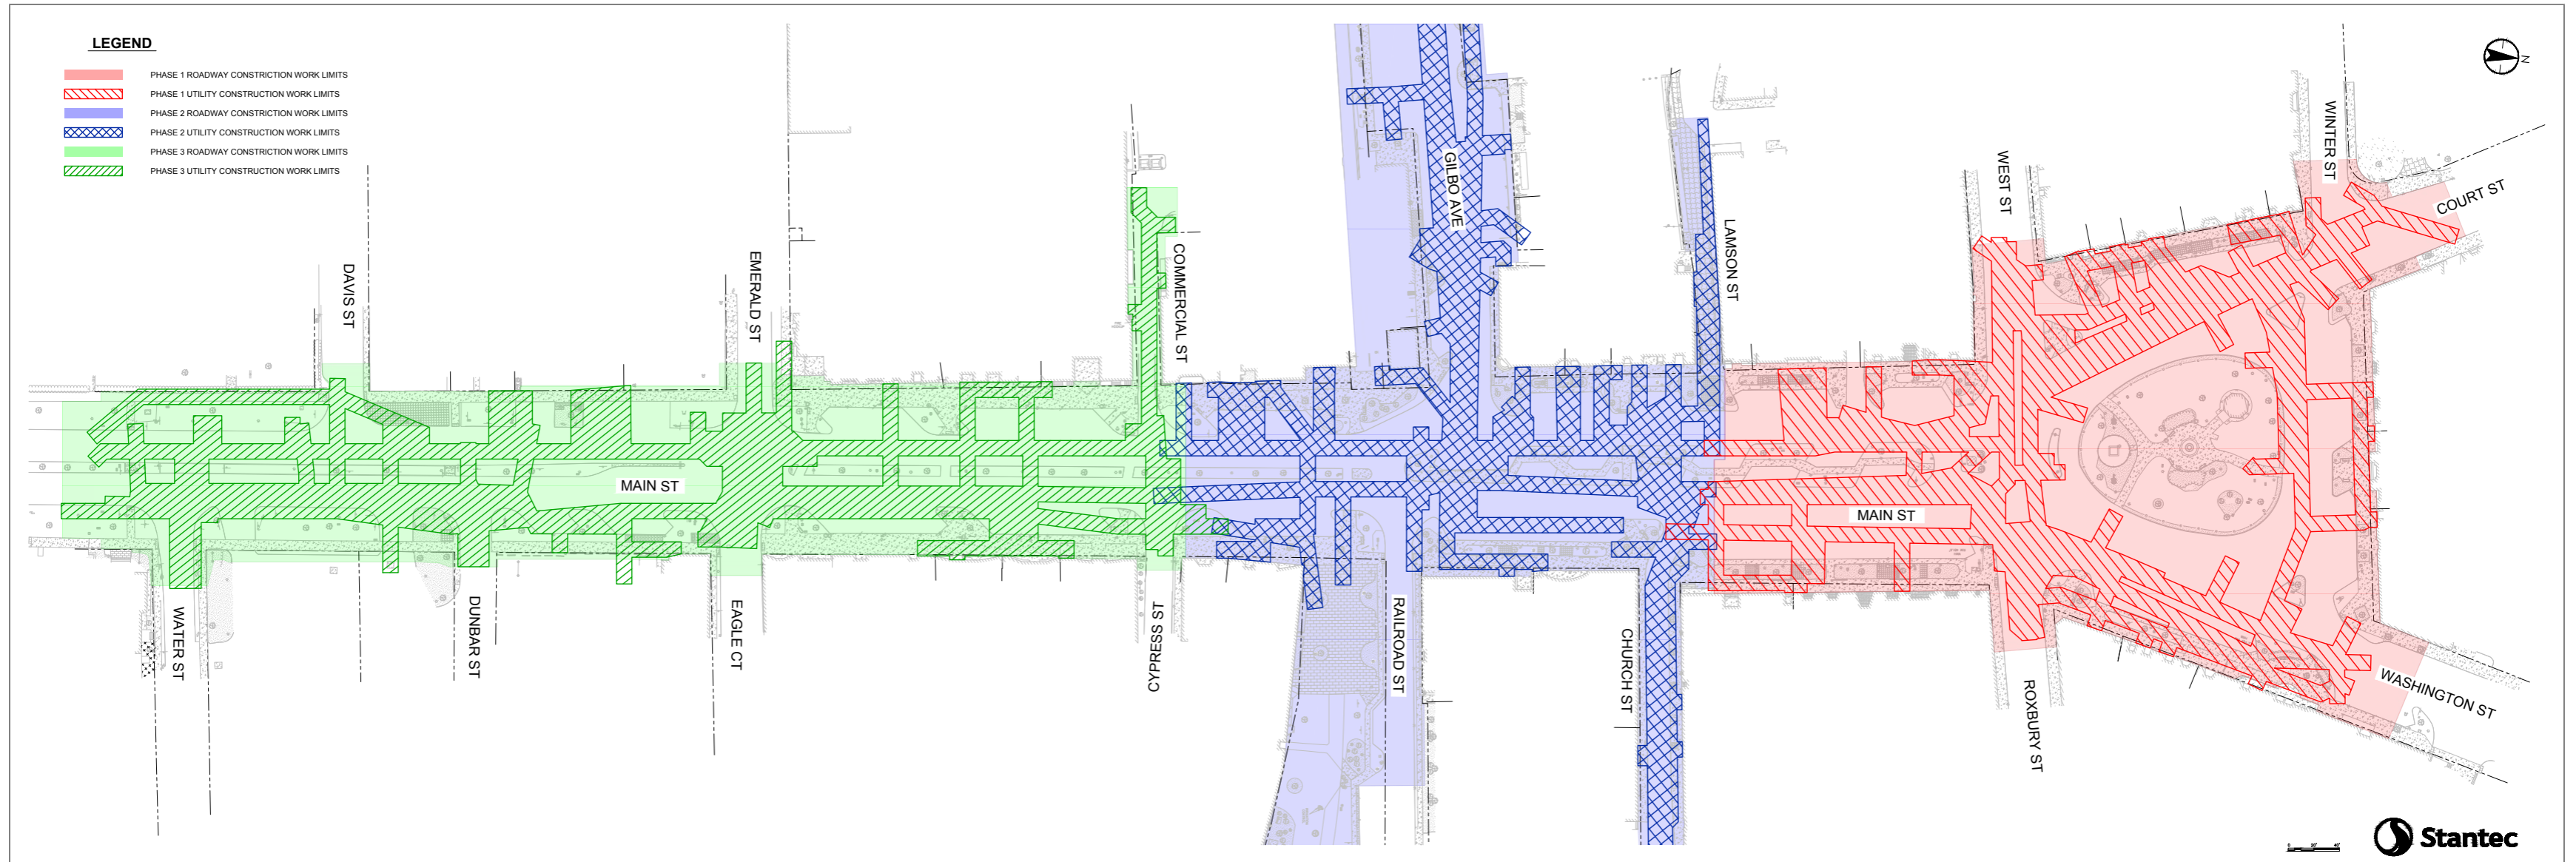 LEGEND
PHASE 1 ROADWAY CONSTRICTION WORK LIMITS
PHASE 1 UTILITY CONSTRUCTION WORK LIMITS
PHASE 2 ROADWAY CONSTRICTION WORK LIMITS
PHASE 2 UTILITY CONSTRUCTION WORK LIMITS
PHASE 3 ROADWAY CONSTRICTION WORK LIMITS
PHASE 3 UTILITY CONSTRUCTION WORK LIMITS
N
DAVIS ST
EMERALD ST
COMMERCIAL ST
GILBO AVE
LAMSON ST
WEST ST
WINTER ST
COURT ST
MAIN ST
MAIN ST
WATER ST
DUNBAR ST
EAGLE CT
CYPRESS ST
RAILROAD ST
CHURCH ST
ROXBURY ST
WASHINGTON ST
Stantec